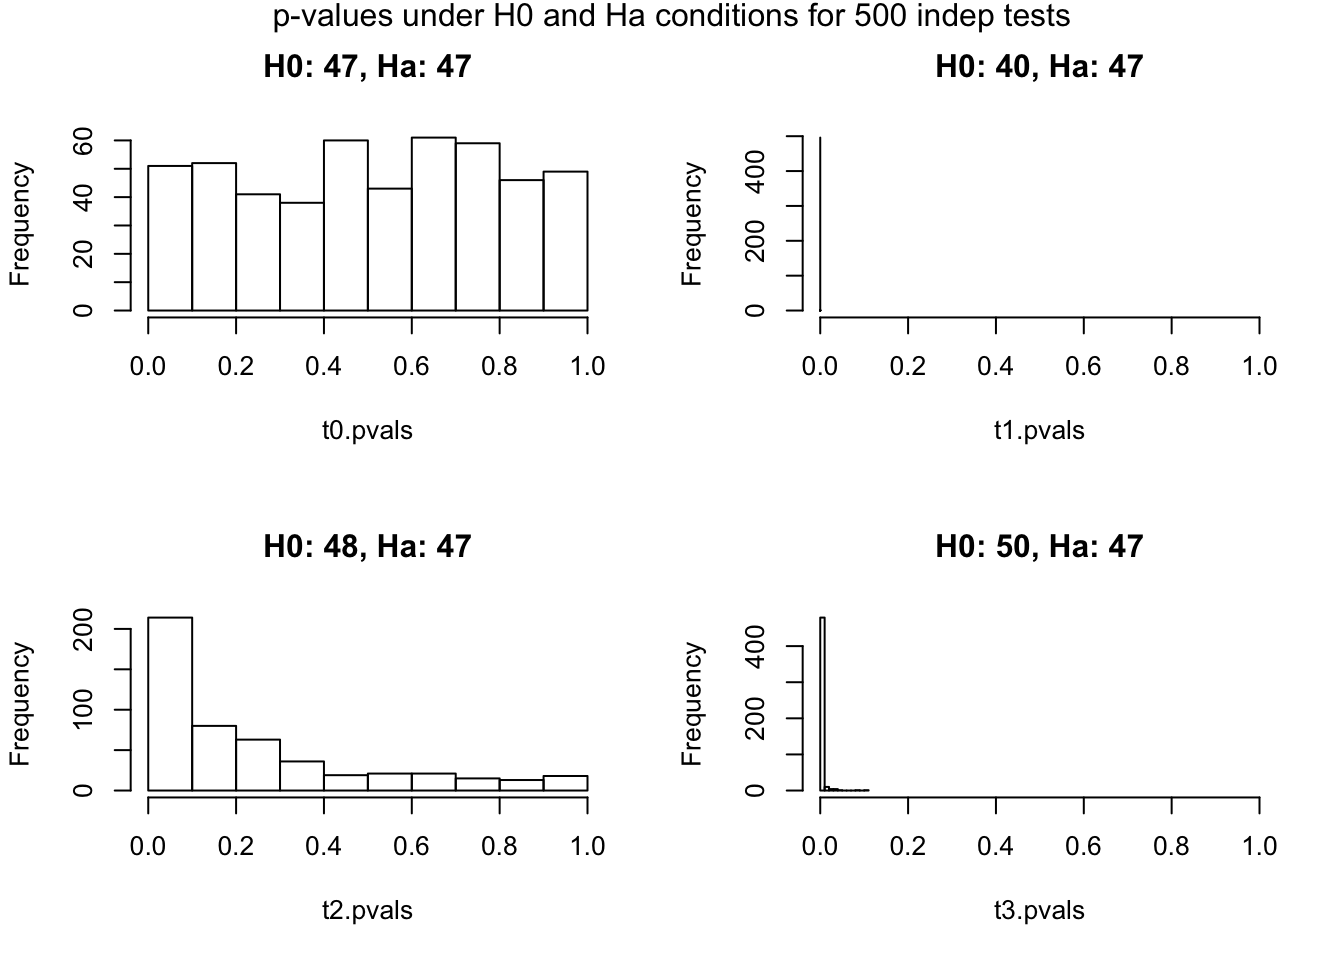 p-values under H0 and Ha conditions for 500 indep tests
H0: 47, Ha: 47
Frequency
60
40
20
0
0.0 0.2 0.4 0.6 0.8 1.0
t0.pvals
H0: 40, Ha: 47
Frequency
400
200
0
0.0 0.2 0.4 0.6 0.8 1.0
t1.pvals
H0: 48, Ha: 47
Frequency
200
100
0
0.0 0.2 0.4 0.6 0.8 1.0
t2.pvals
H0: 50, Ha: 47
Frequency
400
200
0
0.0 0.2 0.4 0.6 0.8 1.0
t3.pvals